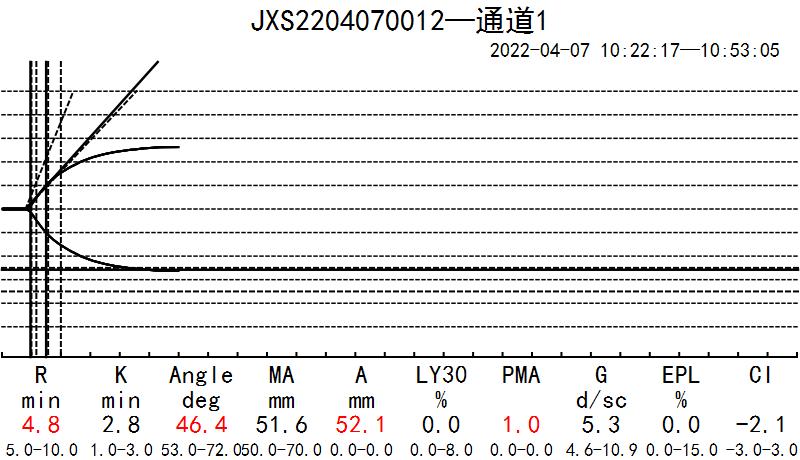 JXS2204070012—通道1
2022-04-07 10:22:17—10:53:05
R K Angle MA A LY30 PMA G EPL CI
min min deg mm mm % d/sc %
4.8 2.8 46.4 51.6 52.1 0.0 1.0 5.3 0.0 -2.1
5.0-10.0 1.0-3.0 53.0-72.0 50.0-70.0 0.0-0.0 0.0-8.0 0.0-0.0 4.6-10.9 0.0-15.0 -3.0-3.0